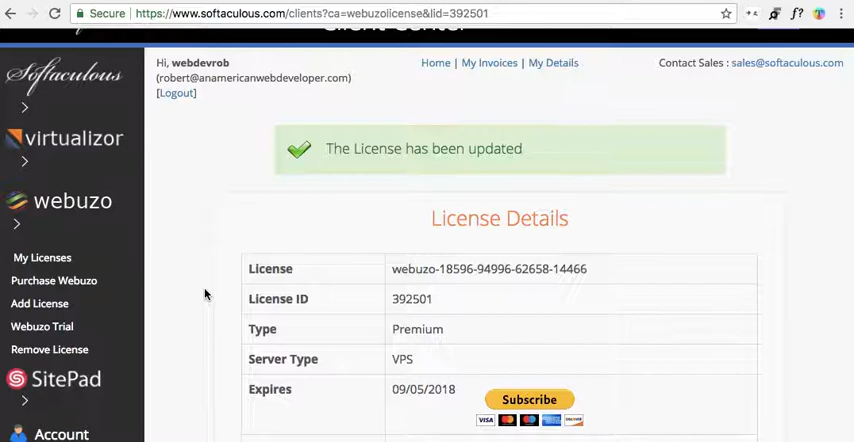 Secure https://www.softaculous.com/clients?ca=webuzolicense&lid=392501
Client Center
Softaculous
Hi, webdevrob
(robert@anamericanwebdeveloper.com)
[Logout]
Home | My Invoices | My Details
Contact Sales : sales@softaculous.com
virtualizor
webuzo
My Licenses
Purchase Webuzo
Add License
Webuzo Trial
Remove License
SitePad
Account
The License has been updated
License Details
License webuzo-18596-94996-62658-14466
License ID 392501
Type Premium
Server Type VPS
Expires 09/05/2018
Subscribe
VISA